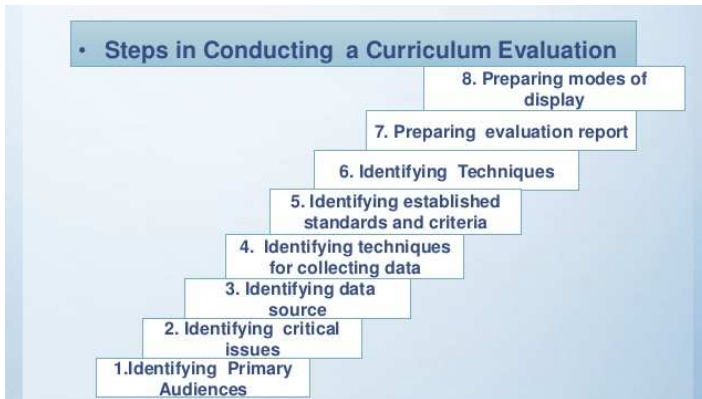 • Steps in Conducting a Curriculum Evaluation
8. Preparing modes of
display
7. Preparing evaluation report
6. Identifying Techniques
5. Identifying established
standards and criteria
4. Identifying techniques
for collecting data
3. Identifying data
source
2. Identifying critical
issues
1.Identifying Primary
Audiences